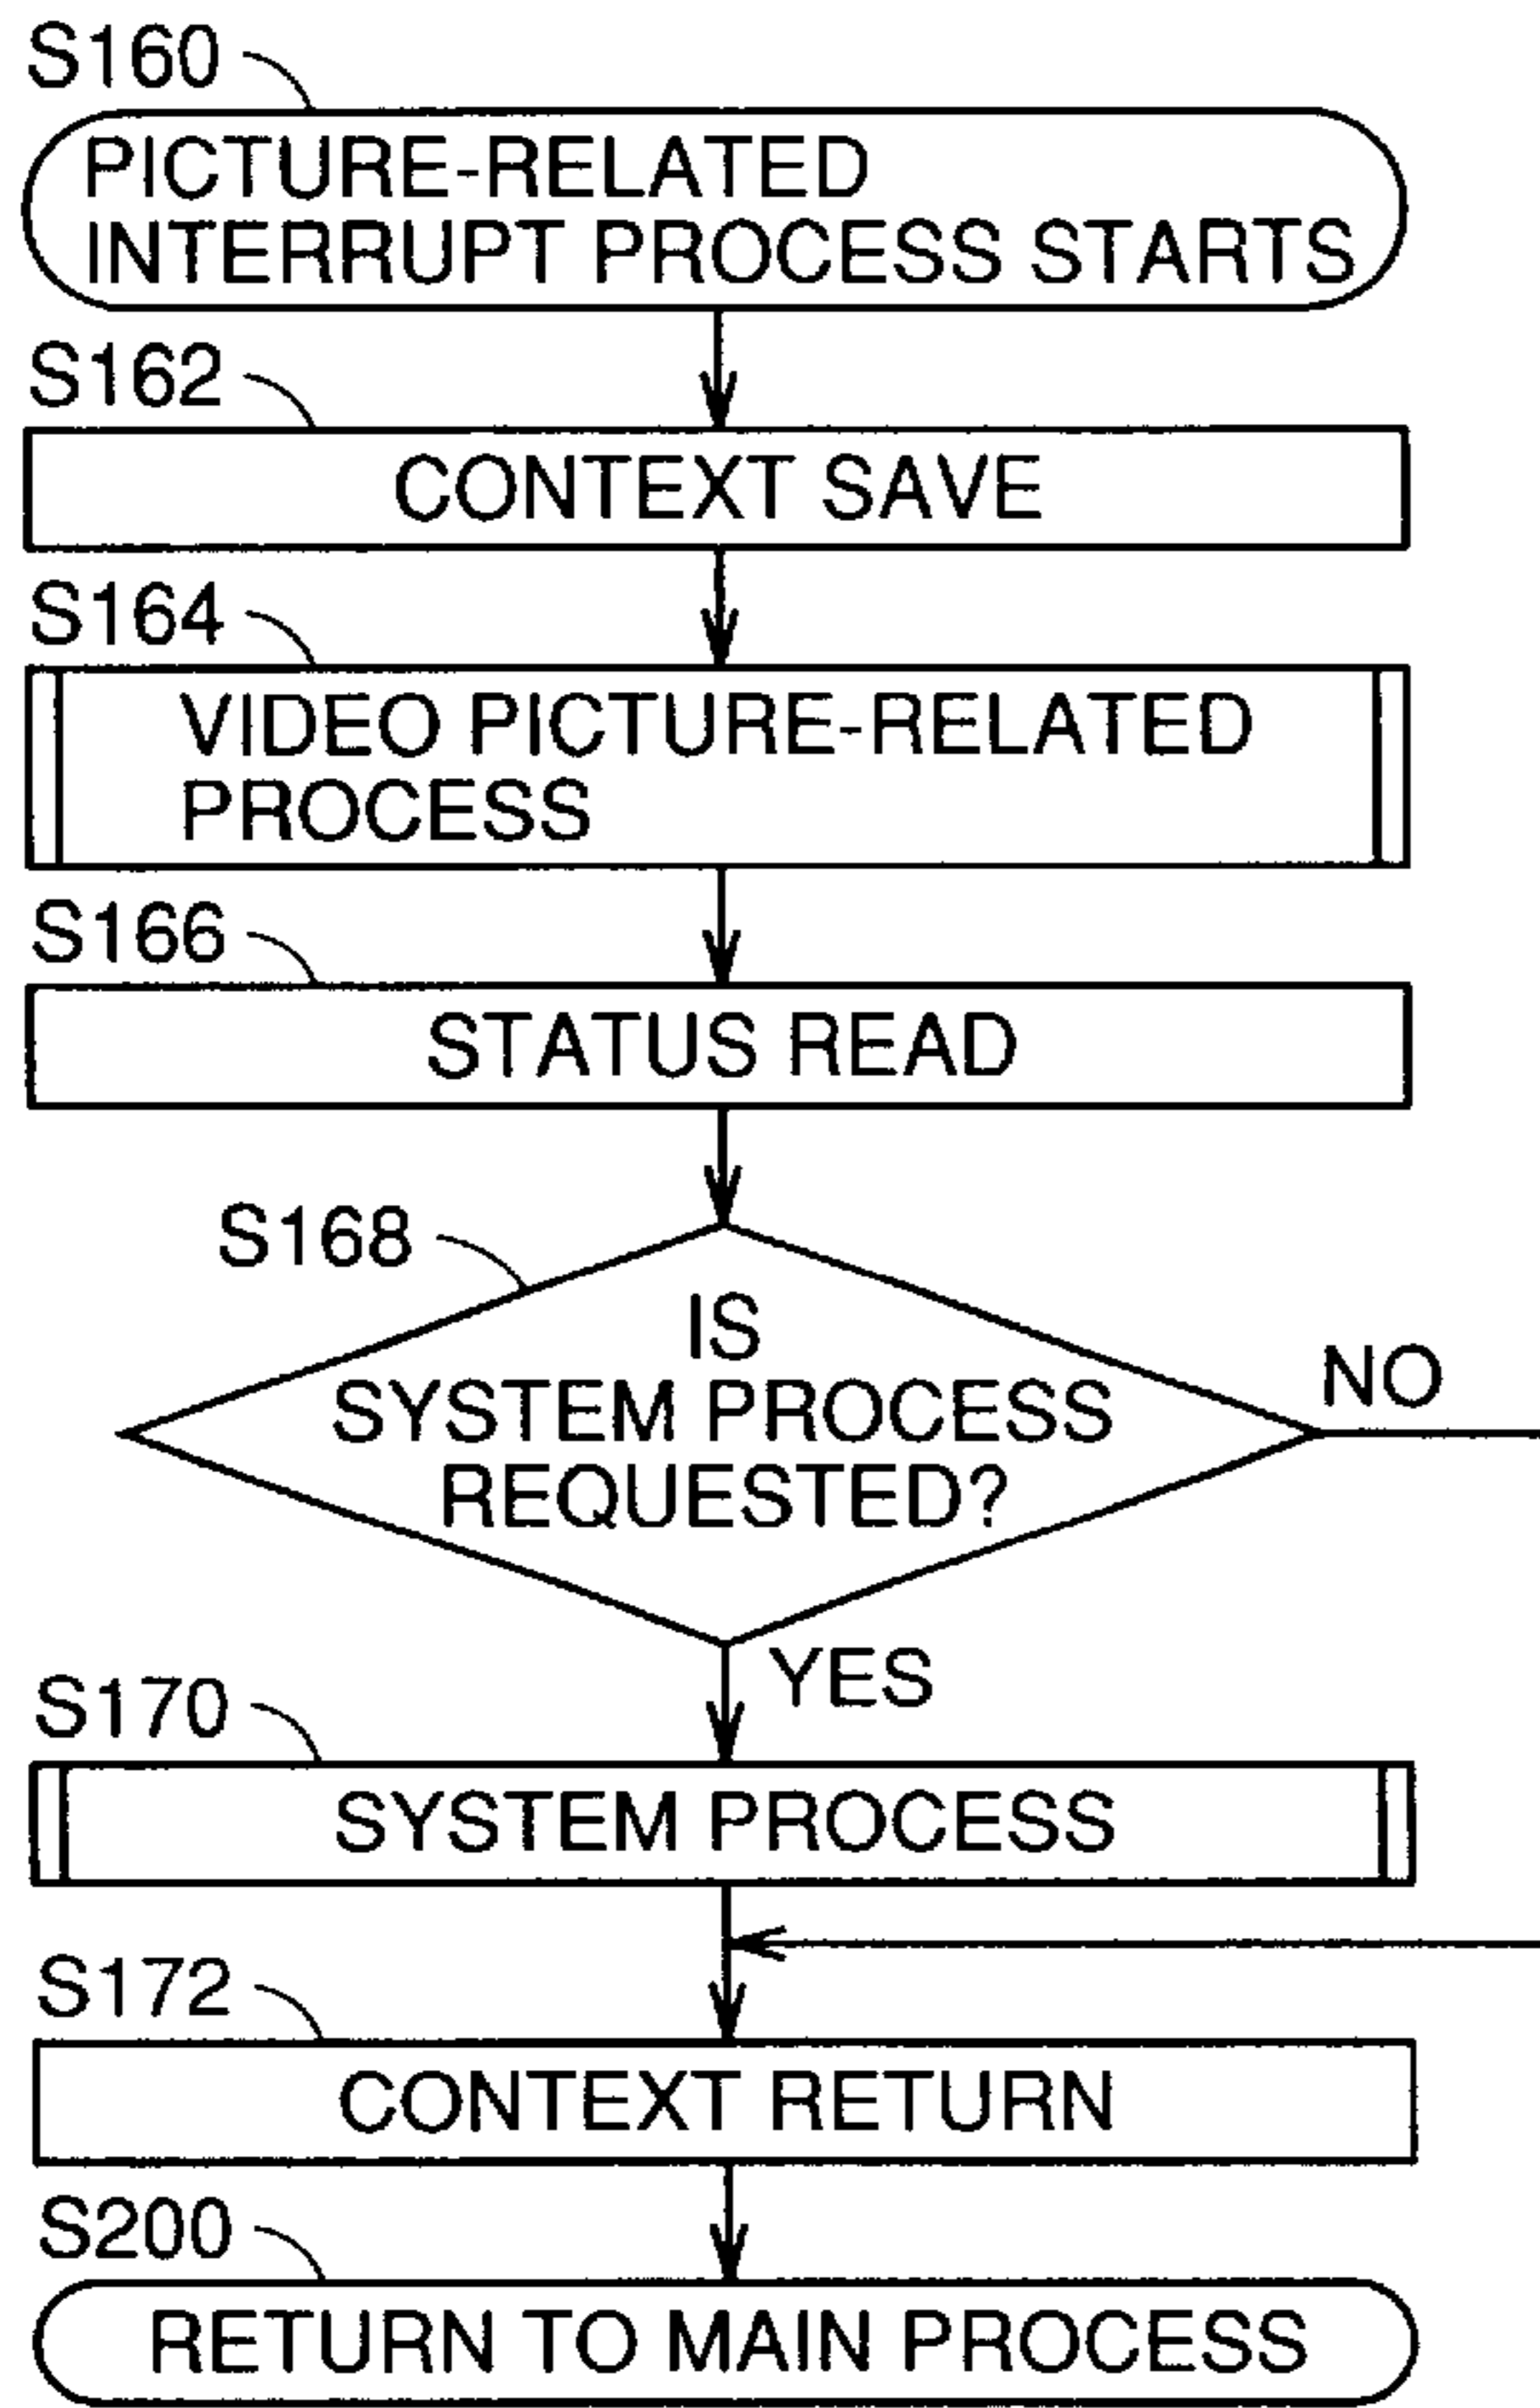 S160
PICTURE-RELATED
INTERRUPT PROCESS STARTS
S162
CONTEXT SAVE
S164
VIDEO PICTURE-RELATED
PROCESS
S166
STATUS READ
S168
IS
SYSTEM PROCESS
REQUESTED?
NO
YES
S170
SYSTEM PROCESS
S172
CONTEXT RETURN
S200
RETURN TO MAIN PROCESS